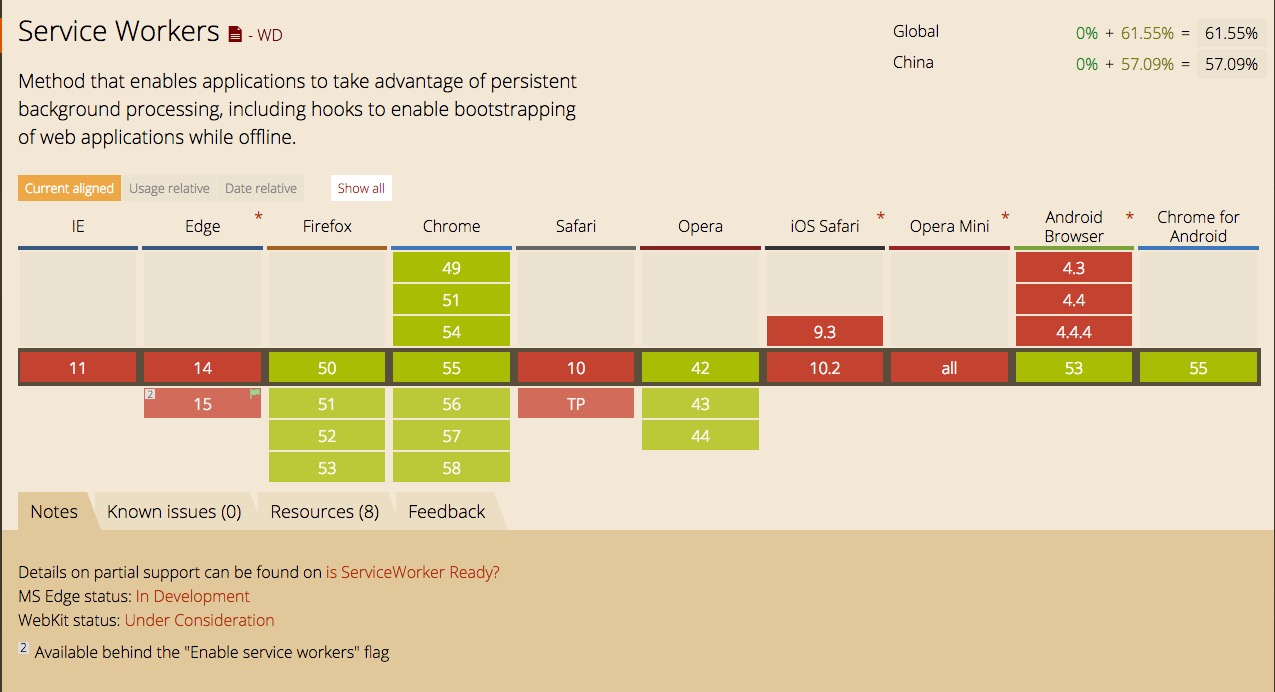 Service Workers - WD
Global 0% + 61.55% = 61.55%
China 0% + 57.09% = 57.09%
Method that enables applications to take advantage of persistent
background processing, including hooks to enable bootstrapping
of web applications while offline.
Current aligned Usage relative Date relative Show all
IE Edge * Firefox Chrome Safari Opera iOS Safari * Opera Mini * Android Browser * Chrome for Android
49 4.3
51 4.4
54 9.3 4.4.4
11 14 50 55 10 42 10.2 all 53 55
2 15 51 56 TP 43
52 57 44
53 58
Notes Known issues (0) Resources (8) Feedback
Details on partial support can be found on is ServiceWorker Ready?
MS Edge status: In Development
WebKit status: Under Consideration
2 Available behind the "Enable service workers" flag